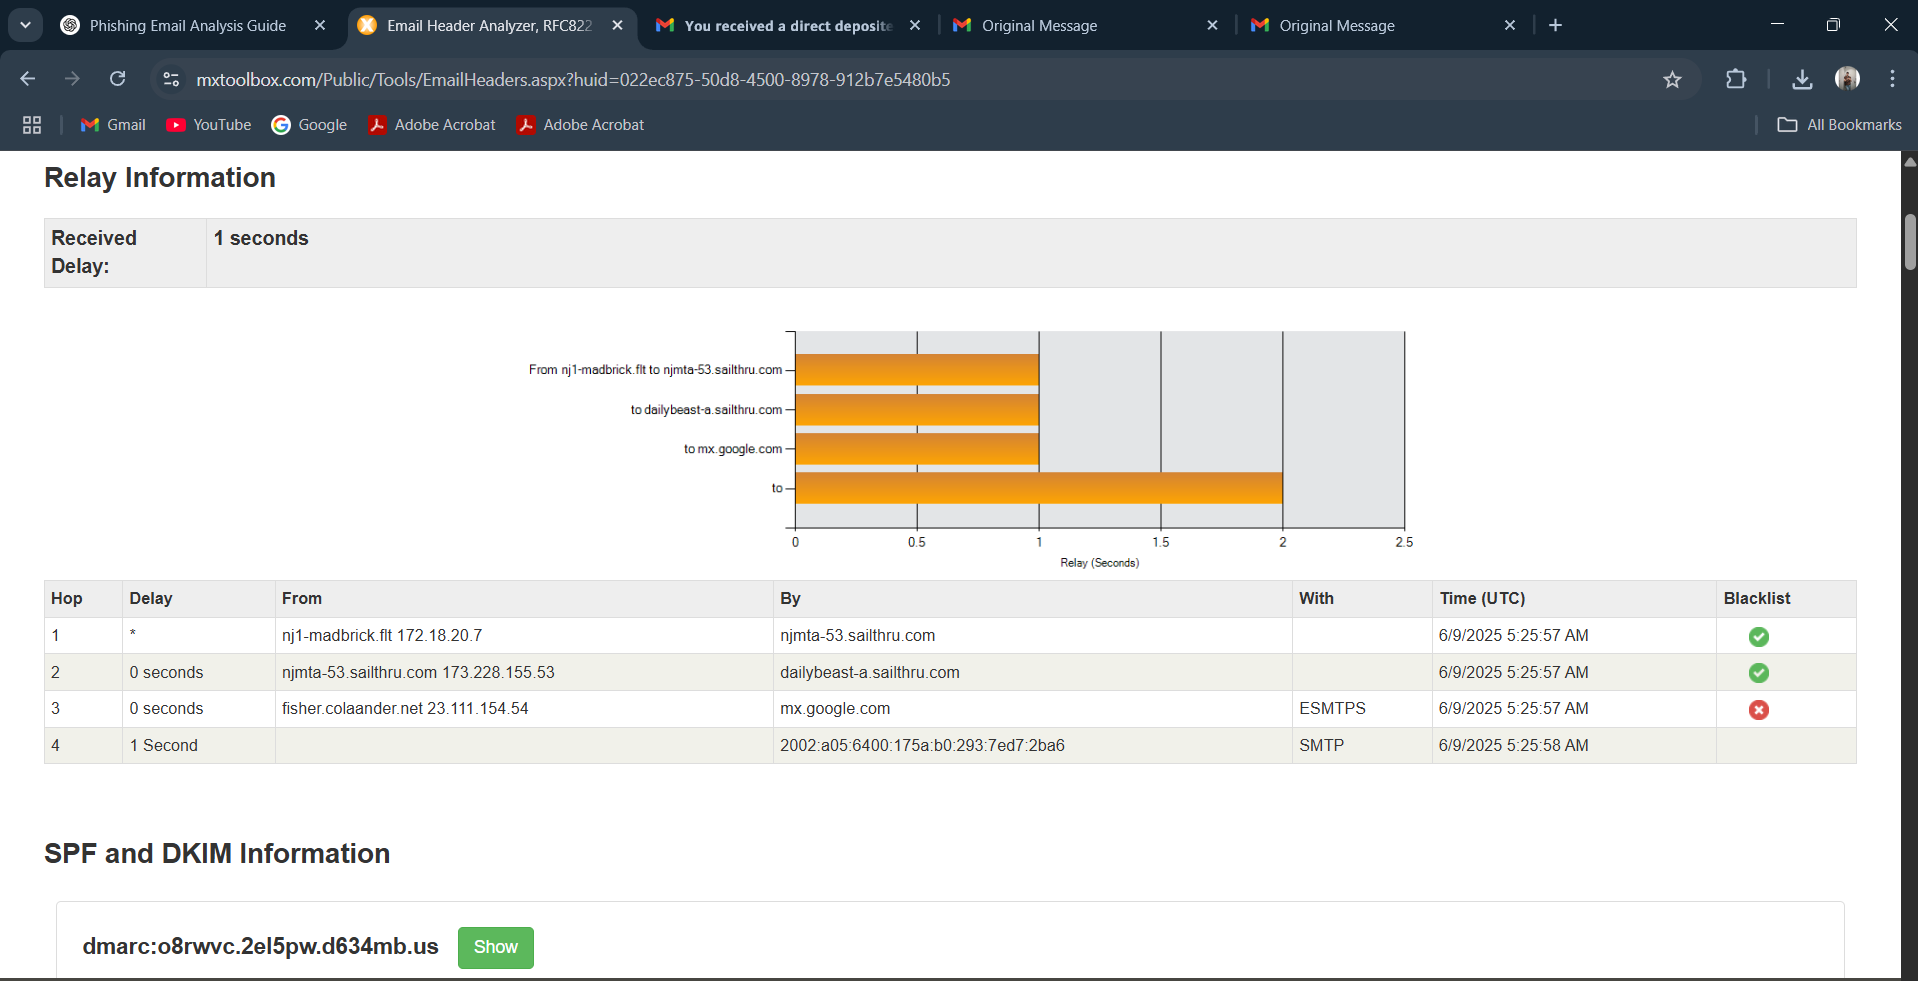 Phishing Email Analysis Guide
Email Header Analyzer, RFC822
You received a direct deposite
Original Message
Original Message
mxtoolbox.com/Public/Tools/EmailHeaders.aspx?huid=022ec875-50d8-4500-8978-912b7e5480b5
Gmail
YouTube
Google
Adobe Acrobat
Adobe Acrobat
All Bookmarks
Relay Information
Received Delay: 1 seconds
From nj1-madbrick.flt to njmta-53.sailthru.com
to dailybeast-a.sailthru.com
to mx.google.com
to
0 0.5 1 1.5 2 2.5
Relay (Seconds)
Hop Delay From By With Time (UTC) Blacklist
1 * nj1-madbrick.flt 172.18.20.7 njmta-53.sailthru.com 6/9/2025 5:25:57 AM
2 0 seconds njmta-53.sailthru.com 173.228.155.53 dailybeast-a.sailthru.com 6/9/2025 5:25:57 AM
3 0 seconds fisher.colaander.net 23.111.154.54 mx.google.com ESMTPS 6/9/2025 5:25:57 AM
4 1 Second 2002:a05:6400:175a:b0:293:7ed7:2ba6 SMTP 6/9/2025 5:25:58 AM
SPF and DKIM Information
dmarc:o8rwvc.2el5pw.d634mb.us Show